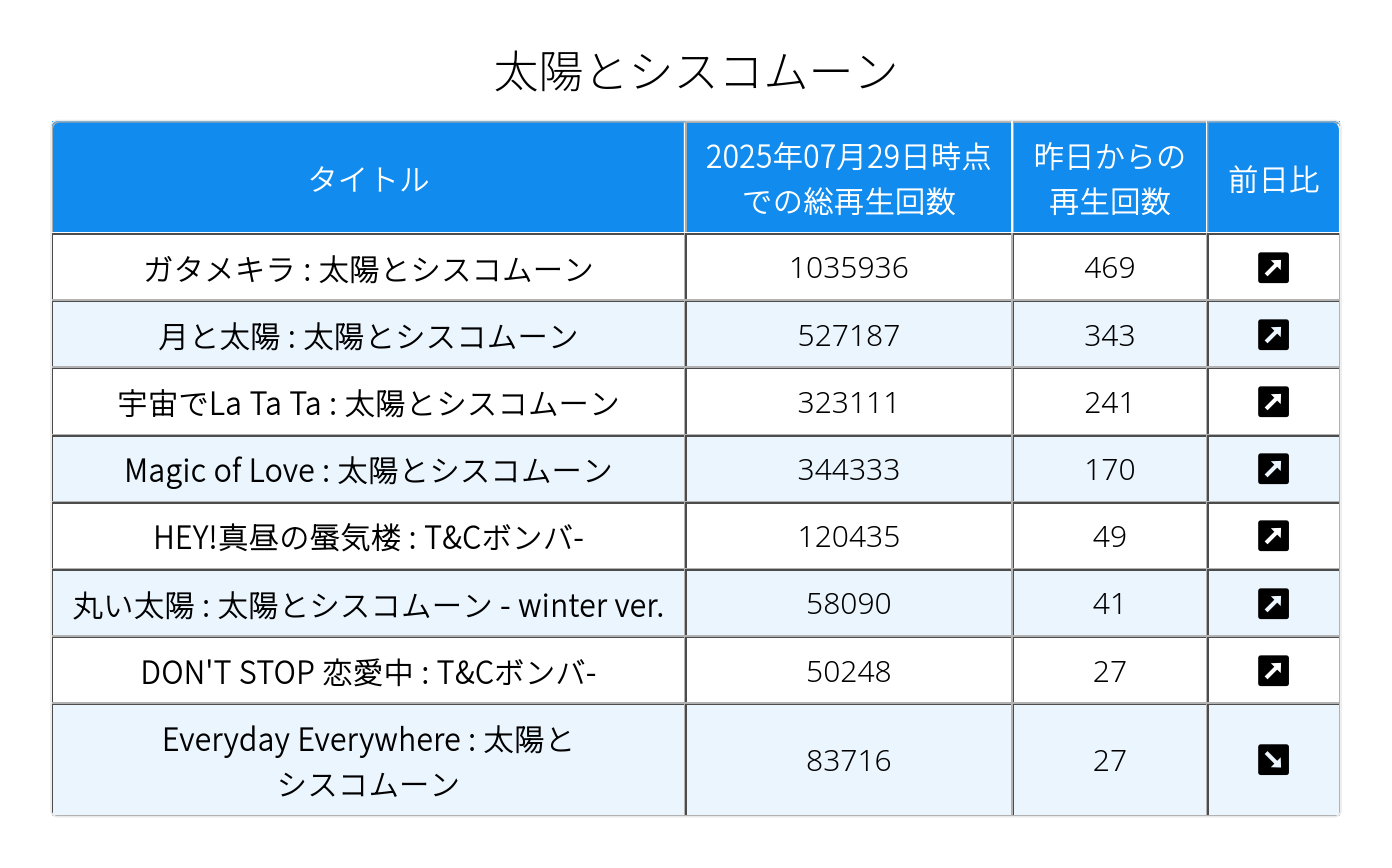 太陽とシスコムーン
タイトル
2025年07月29日時点
での総再生回数
昨日からの
再生回数
前日比
ガタメキラ : 太陽とシスコムーン
1035936
469
↗
月と太陽 : 太陽とシスコムーン
527187
343
↗
宇宙でLa Ta Ta : 太陽とシスコムーン
323111
241
↗
Magic of Love : 太陽とシスコムーン
344333
170
↗
HEY!真昼の蜃気楼 : T&Cボンバ-
120435
49
↗
丸い太陽 : 太陽とシスコムーン - winter ver.
58090
41
↗
DON'T STOP 恋愛中 : T&Cボンバ-
50248
27
↗
Everyday Everywhere : 太陽と
シスコムーン
83716
27
↘